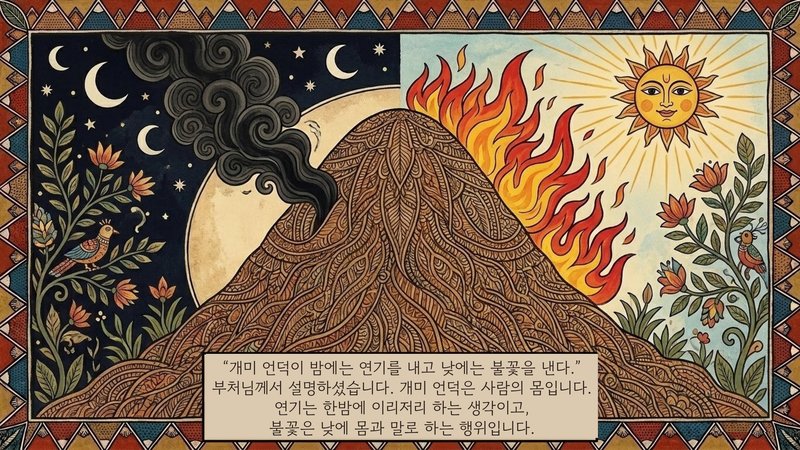 “개미 언덕이 밤에는 연기를 내고 낮에는 불꽃을 낸다.”
부처님께서 설명하셨습니다. 개미 언덕은 사람의 몸입니다.
연기는 한밤에 이리저리 하는 생각이고,
불꽃은 낮에 몸과 말로 하는 행위입니다.